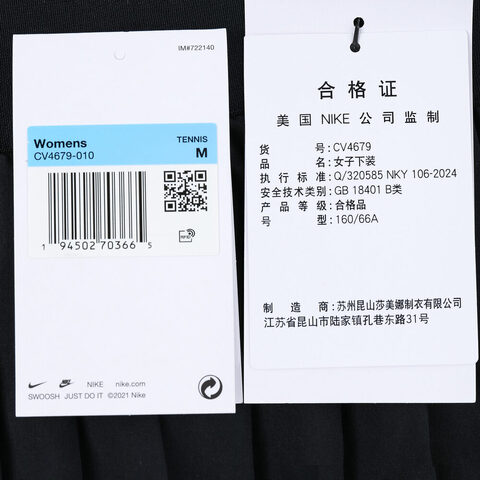 IM#722140
Womens
TENNIS
CV4679-010
M
1 94502 70366 5
RFID
NIKE
nike.com
SWOOSH JUST DO IT ©2021 Nike
合格证
美国 NIKE 公司监制
货号:CV4679
品名:女子下装
执行标准:Q/320585 NKY 106-2024
安全技术类别:GB 18401 B类
产品等级:合格品
号型:160/66A
制造商:苏州昆山莎美娜制衣有限公司
江苏省昆山市陆家镇孔巷东路31号